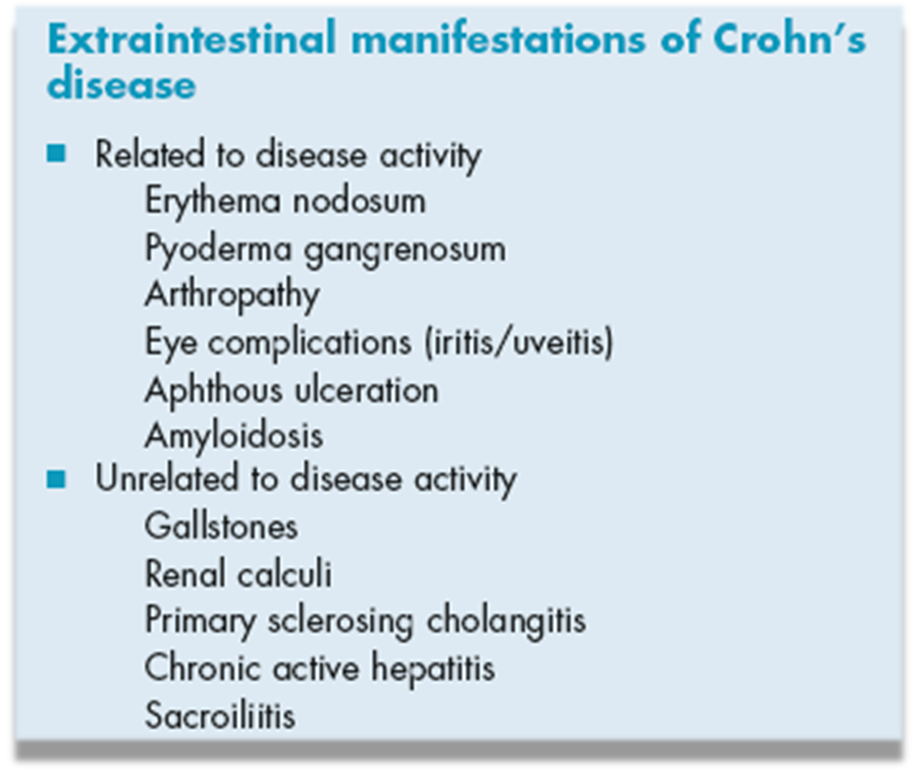 Extraintestinal manifestations of Crohn’s
disease
■ Related to disease activity
Erythema nodosum
Pyoderma gangrenosum
Arthropathy
Eye complications (iritis/uveitis)
Aphthous ulceration
Amyloidosis
■ Unrelated to disease activity
Gallstones
Renal calculi
Primary sclerosing cholangitis
Chronic active hepatitis
Sacroiliitis